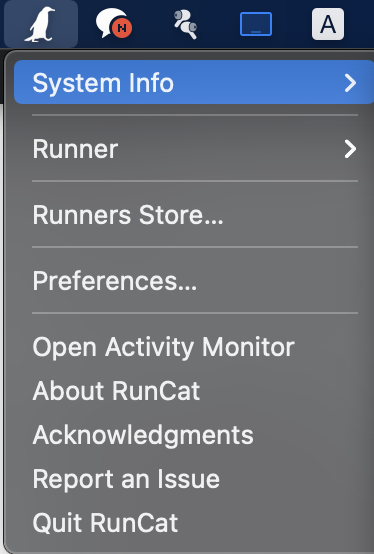 N
A
System Info
Runner
Runners Store...
Preferences...
Open Activity Monitor
About RunCat
Acknowledgments
Report an Issue
Quit RunCat